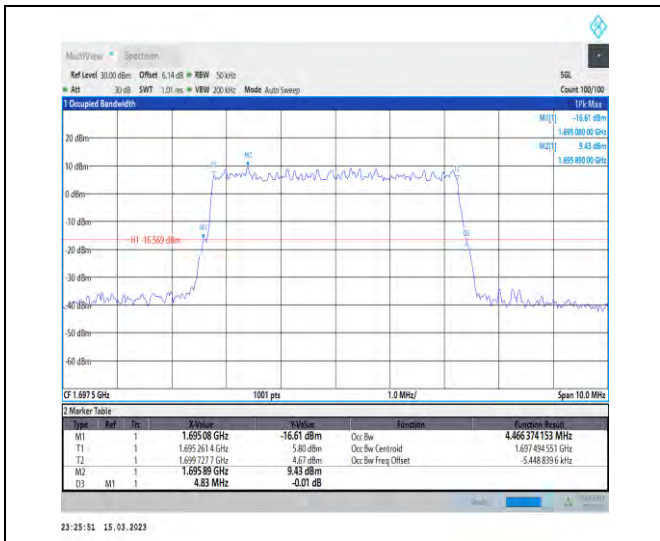 MultiView Spectrum
Ref Level 30.00 dBm Offset 6.14 dB RBW 50 kHz SGL
Att 30 dB SWT 1.01 ms VBW 200 kHz Mode Auto Sweep Count 100/100
1 Occupied Bandwidth 1Pk Max
M1[1] -16.61 dBm
1.695 080 00 GHz
M2[1] 9.43 dBm
1.695 890 00 GHz
20 dBm
M2
10 dBm
0 dBm
-10 dBm
M1
H1 -16.569 dBm
D3
-20 dBm
-30 dBm
-40 dBm
-50 dBm
-60 dBm
CF 1.697 5 GHz 1001 pts 1.0 MHz/ Span 10.0 MHz
2 Marker Table
Type Ref Trc X-Value Y-Value Function Function Result
M1 1 1.695 08 GHz -16.61 dBm Occ Bw 4.466 374 153 MHz
T1 1 1.695 261 4 GHz 5.80 dBm Occ Bw Centroid 1.697 494 551 GHz
T2 1 1.699 727 7 GHz 4.67 dBm Occ Bw Freq Offset -5.448 839 6 kHz
M2 1 1.695 89 GHz 9.43 dBm
D3 M1 1 4.83 MHz -0.01 dB
23:25:51 15.03.2023